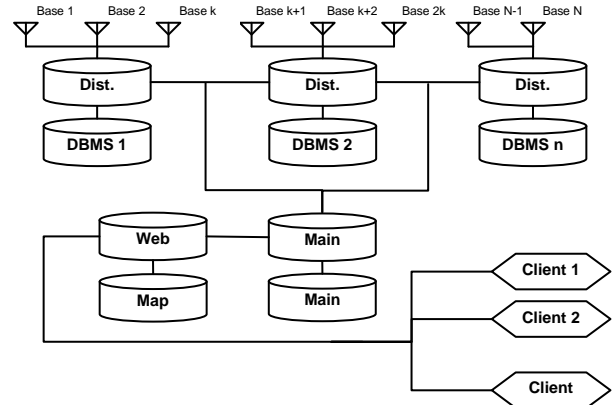 Base 1 Base 2 Base k Base k+1 Base k+2 Base 2k Base N-1 Base N
Dist. Dist. Dist.
DBMS 1 DBMS 2 DBMS n
Web Main
Client 1
Map Main
Client 2
Client